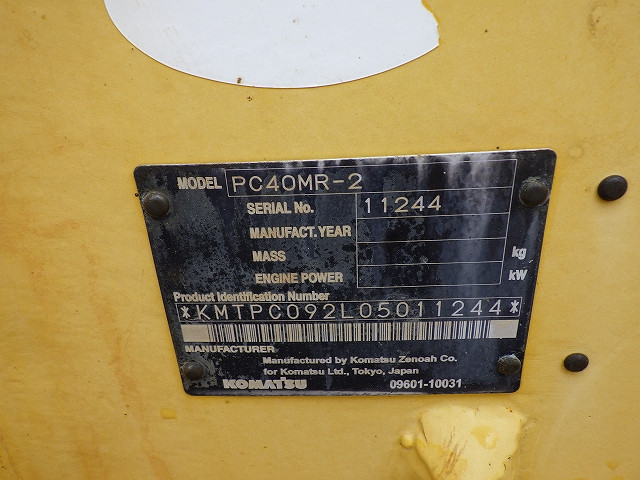 MODEL PC40MR-2
SERIAL No. 11244
MANUFACT.YEAR
MASS kg
ENGINE POWER kW
Product Identification Number
*KMTPC092L05011244*
MANUFACTURER
Manufactured by Komatsu Zenoah Co.
for Komatsu Ltd., Tokyo, Japan
KOMATSU 09601-10031